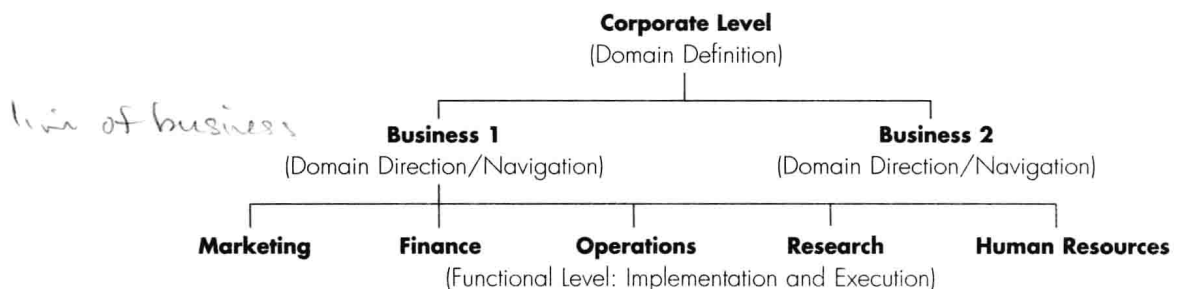 Corporate Level
(Domain Definition)
line of business
Business 1
Business 2
(Domain Direction/Navigation)
(Domain Direction/Navigation)
Marketing
Finance
Operations
Research
Human Resources
(Functional Level: Implementation and Execution)